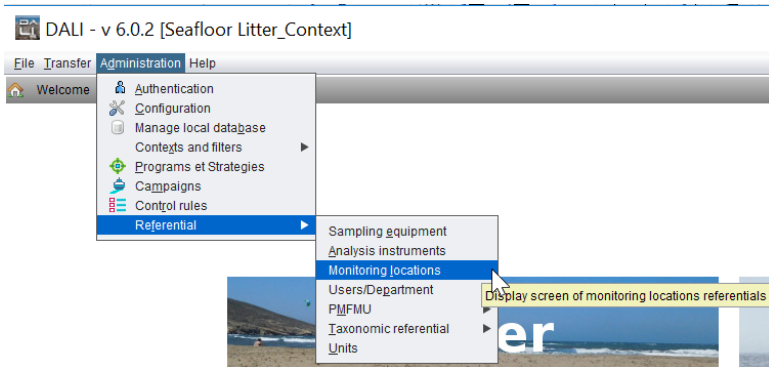 DALI - v 6.0.2 [Seafloor Litter_Context]
File Transfer Administration Help
Welcome
Authentication
Configuration
Manage local database
Contexts and filters
Programs et Strategies
Campaigns
Control rules
Referential
Sampling equipment
Analysis instruments
Monitoring locations
Users/Department
Display screen of monitoring locations referentials
PMFMU
Taxonomic referential
Units